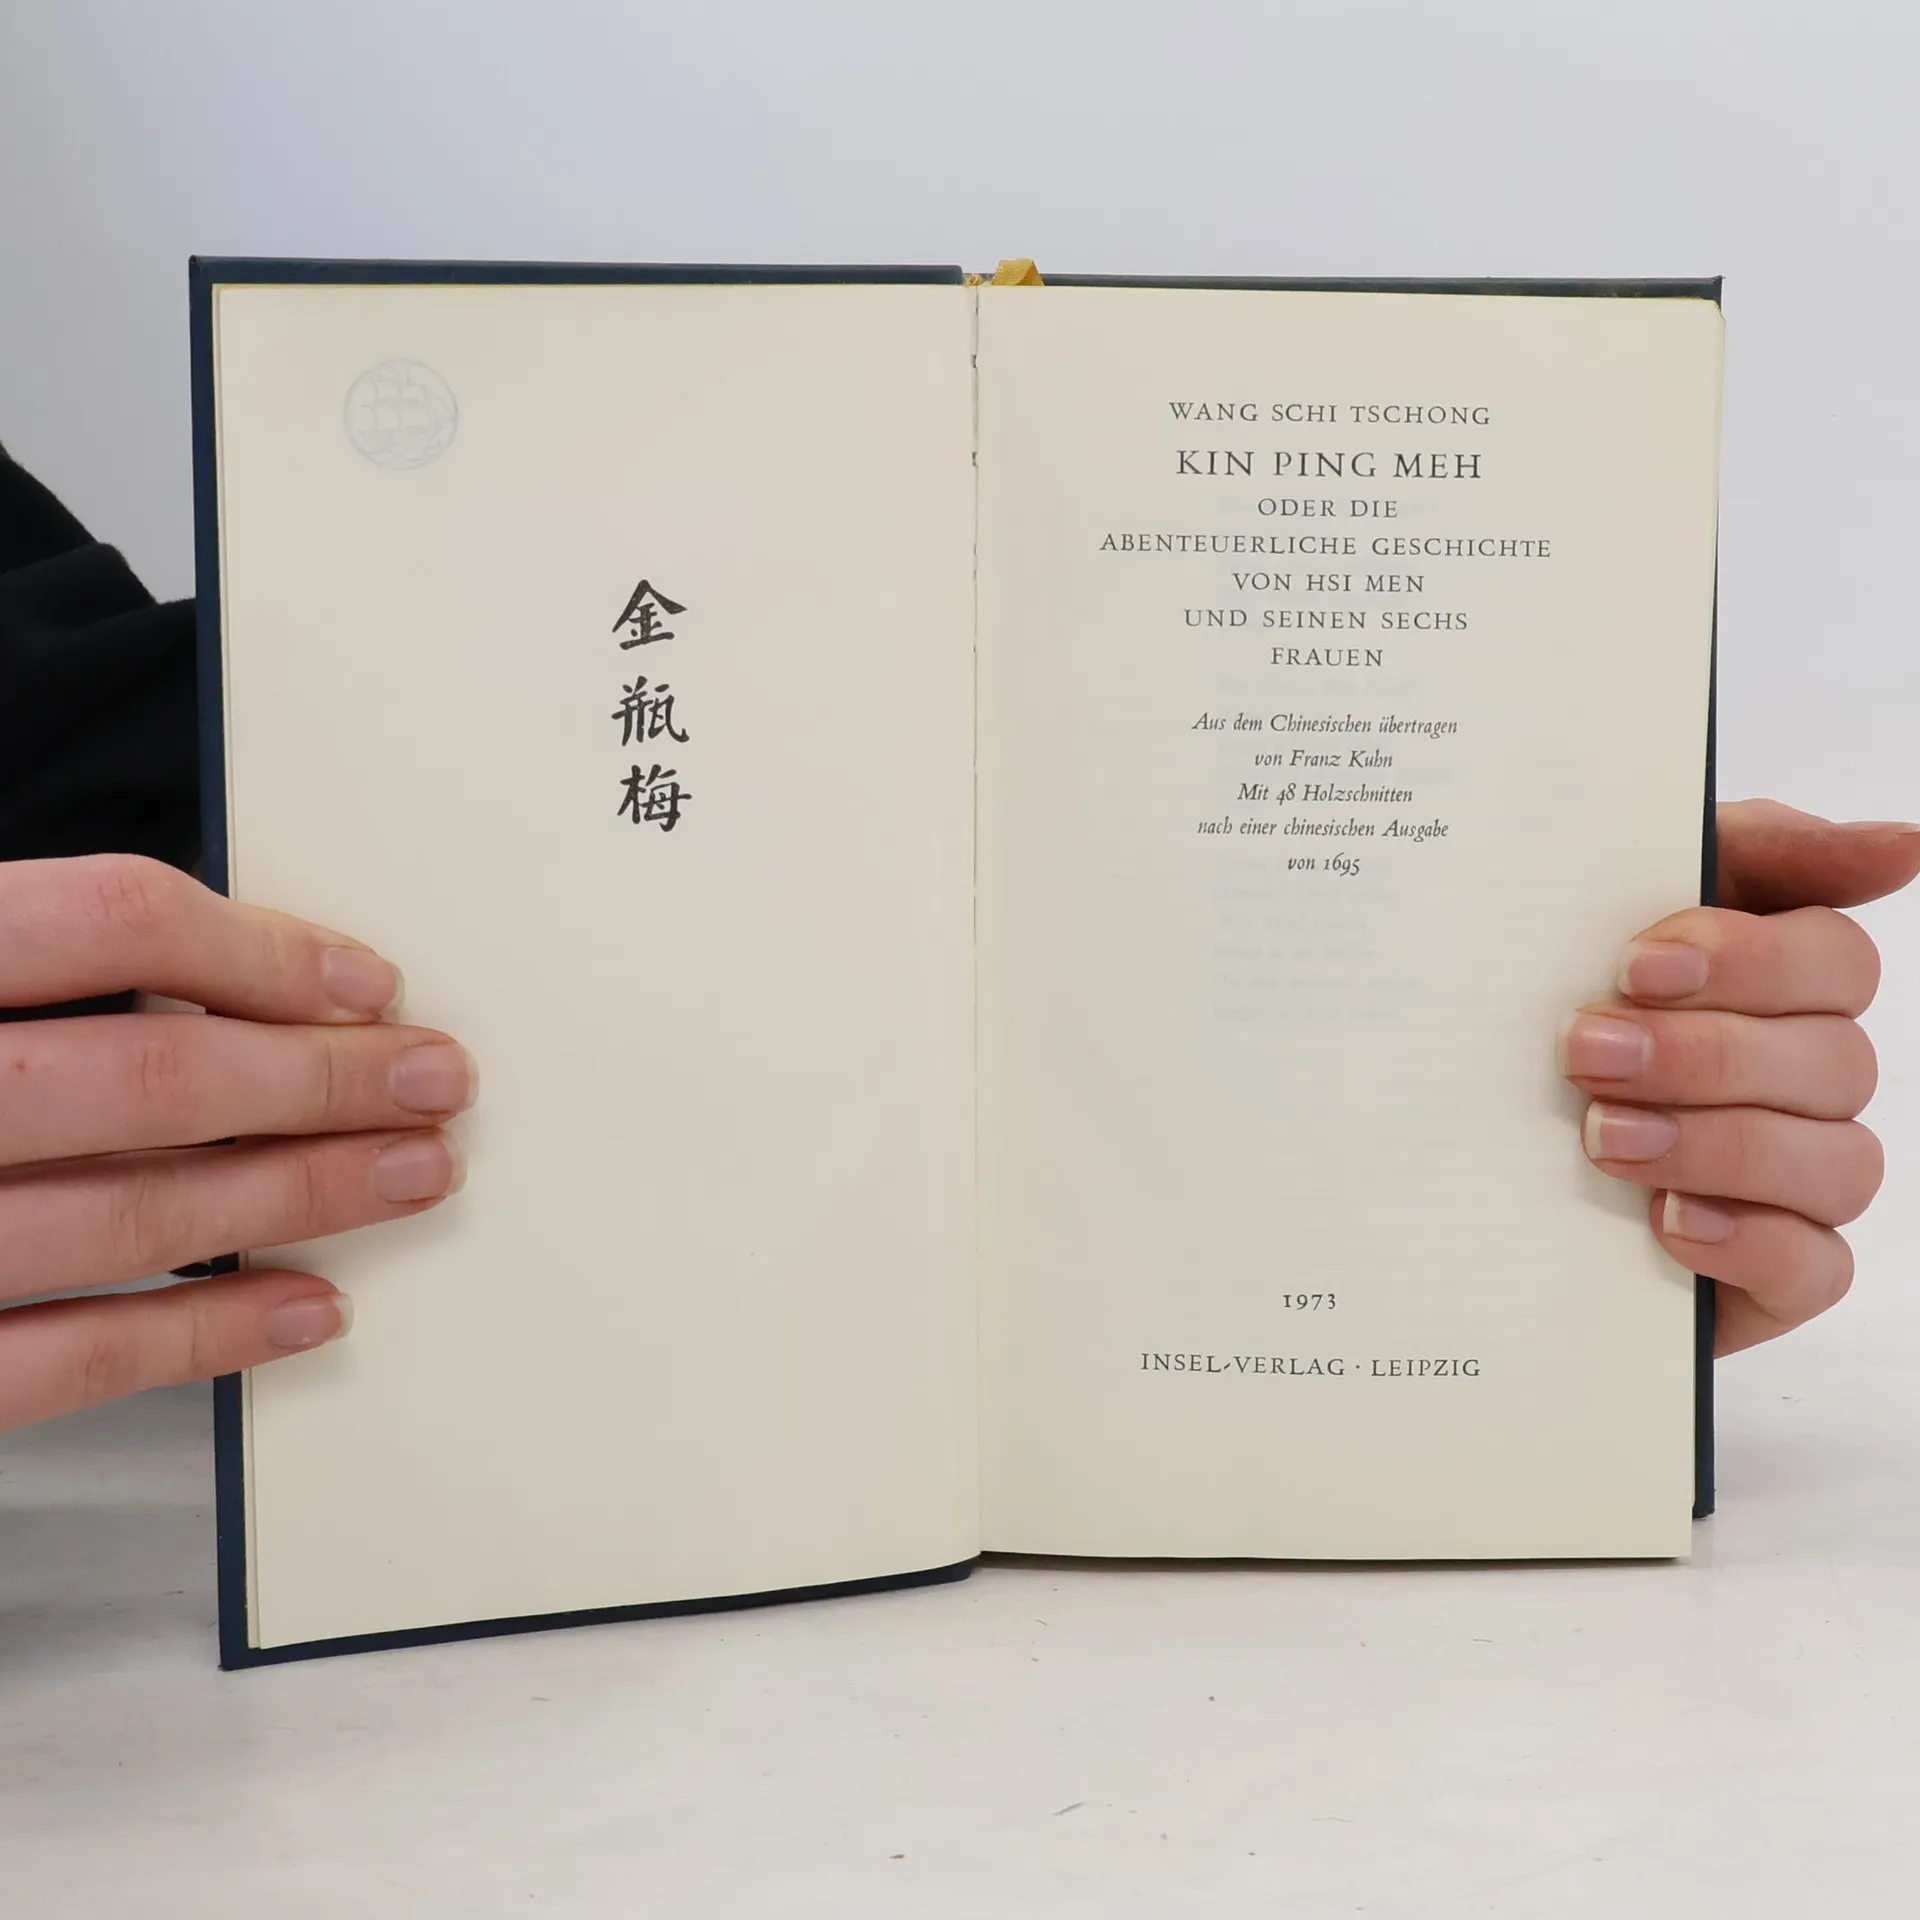 金瓶梅
WANG SCHI TSCHONG
KIN PING MEH
ODER DIE
ABENTEUERLICHE GESCHICHTE
VON HSI MEN
UND SEINEN SECHS
FRAUEN
Aus dem Chinesischen übertragen
von Franz Kuhn
Mit 48 Holzschnitten
nach einer chinesischen Ausgabe
von 1695
1973
INSEL-VERLAG · LEIPZIG